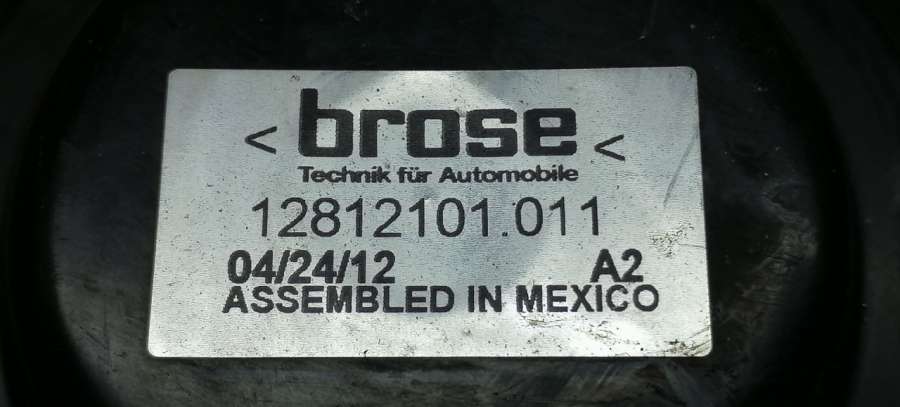 < brose <
Technik für Automobile
12812101.011
04/24/12 A2
ASSEMBLED IN MEXICO